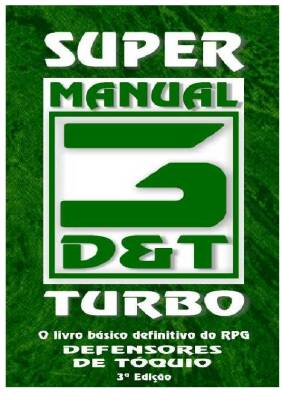 SUPER
MANUAL
3
D&T
TURBO
O livro básico definitivo do RPG
DEFENSORES
DE TÓQUIO
3ª Edição